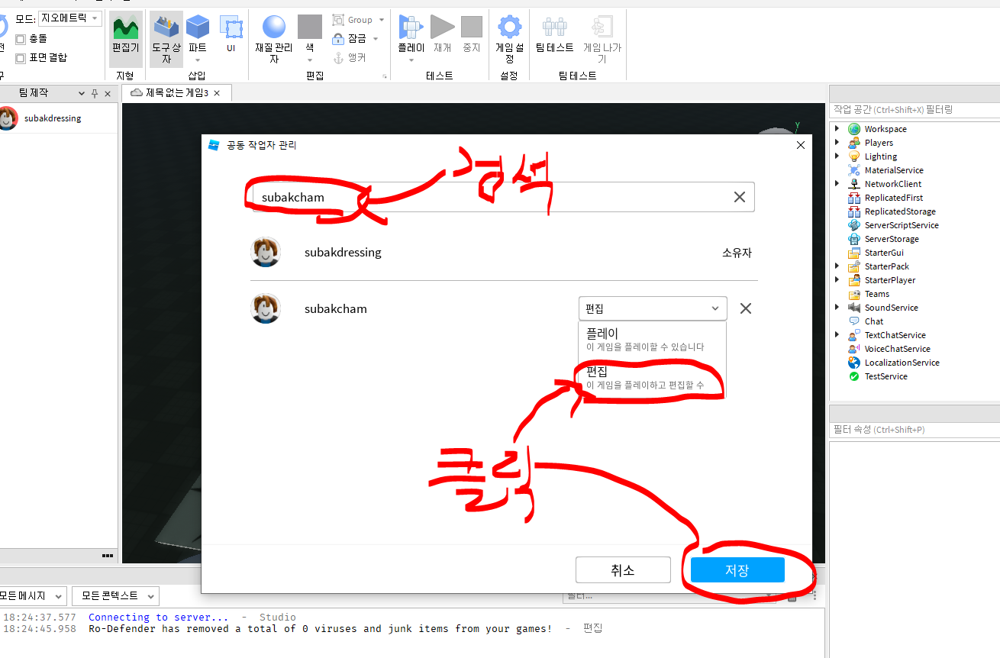 모드: 지오메트릭
충돌
표면 결합
편집기
지형
도구 상자
파트
UI
삽입
재질 관리자
색
Group
잠금
앵커
편집
플레이
재개
중지
테스트
게임 설정
설정
팀 테스트
게임 나가기
팀 테스트
팀 제작
subakdressing
제목 없는 게임3
작업 공간 (Ctrl+Shift+X) 필터링
Workspace
Players
Lighting
MaterialService
NetworkClient
ReplicatedFirst
ReplicatedStorage
ServerScriptService
ServerStorage
StarterGui
StarterPack
StarterPlayer
Teams
SoundService
Chat
TextChatService
VoiceChatService
LocalizationService
TestService
필터 속성 (Ctrl+Shift+P)
y
공동 작업자 관리
검색
subakcham
subakdressing
소유자
subakcham
편집
플레이
이 게임을 플레이할 수 있습니다
편집
이 게임을 플레이하고 편집할 수
클릭
취소
저장
모든 메시지
모든 콘텍스트
필터...
18:24:37.577 Connecting to server... - Studio
18:24:45.958 Ro-Defender has removed a total of 0 viruses and junk items from your games! - 편집